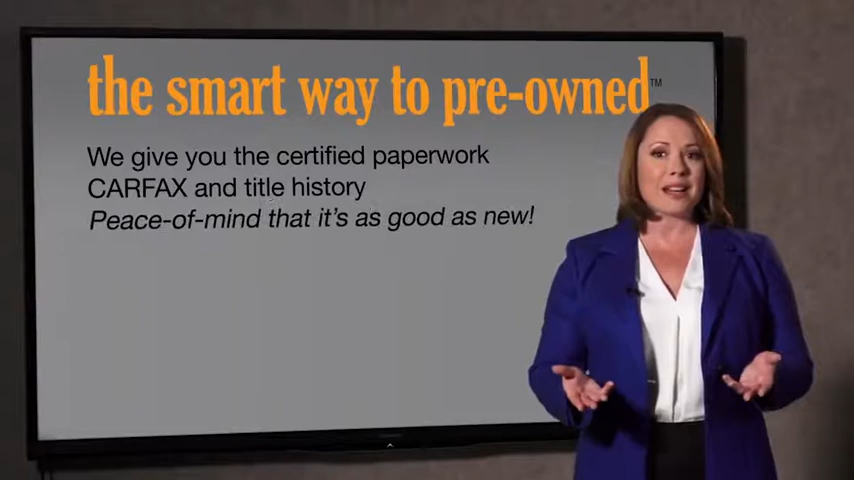 the smart way to pre-owned™
We give you the certified paperwork
CARFAX and title history
Peace-of-mind that it's as good as new!